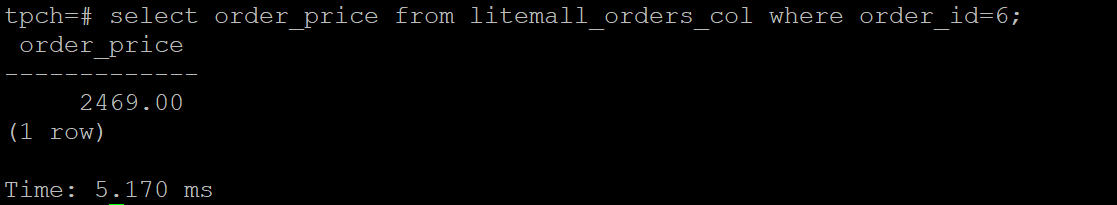 tpch=# select order_price from litemall_orders_col where order_id=6;
 order_price
-------------
     2469.00
(1 row)

Time: 5.170 ms